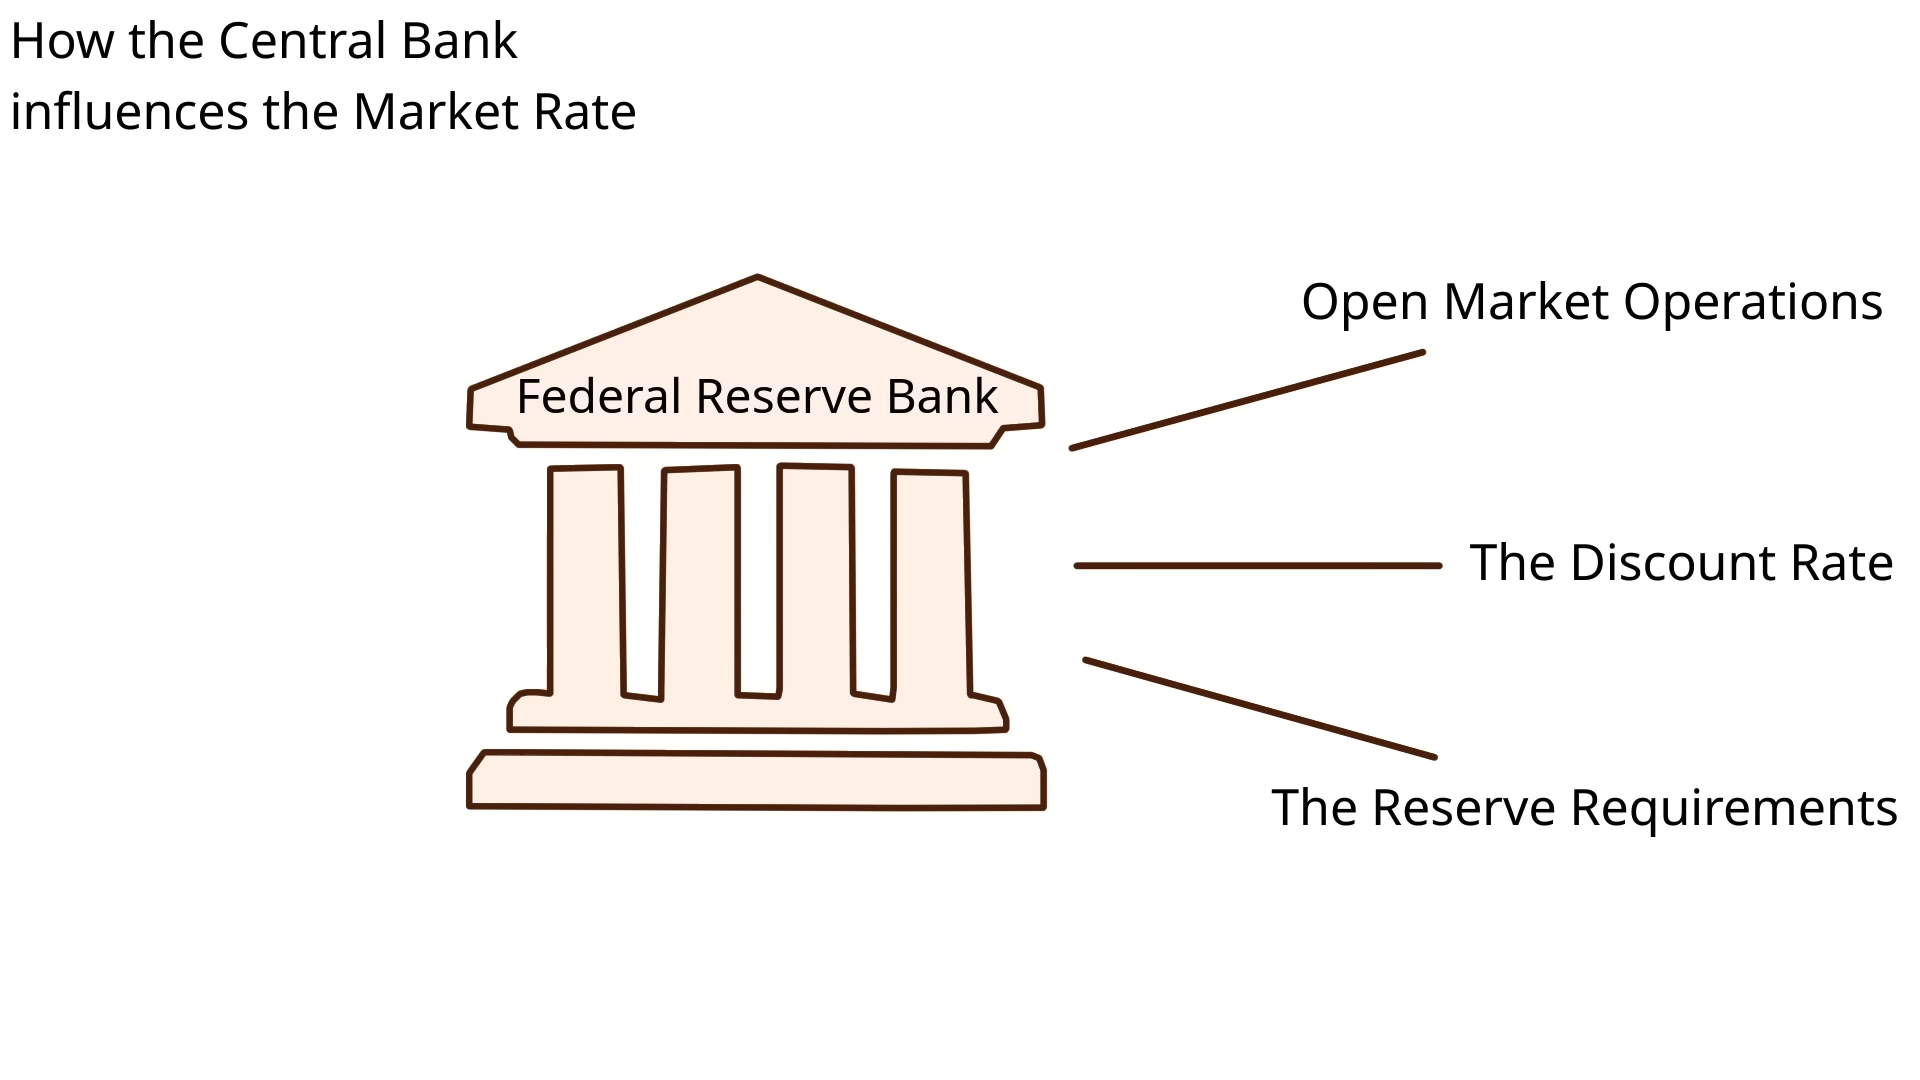 How the Central Bank
influences the Market Rate
Federal Reserve Bank
Open Market Operations
The Discount Rate
The Reserve Requirements